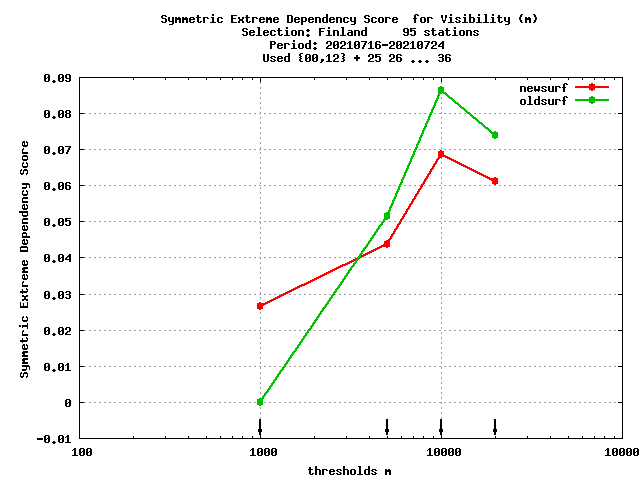 Symmetric Extreme Dependency Score  for Visibility (m)
Selection: Finland     95 stations
Period: 20210716-20210724
Used {00,12} + 25 26 ... 36
0.09
0.08
0.07
0.06
0.05
0.04
0.03
0.02
0.01
0
-0.01
Symmetric Extreme Dependency Score
newsurf
oldsurf
100 1000 10000 10000
thresholds m